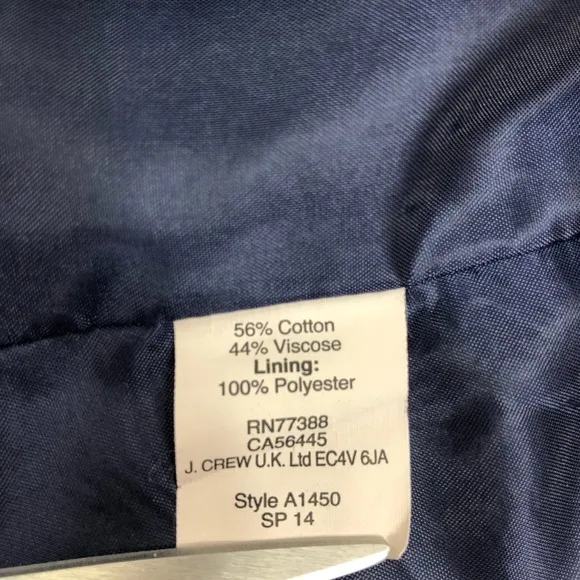 56% Cotton
44% Viscose
Lining:
100% Polyester
RN77388
CA56445
J. CREW U.K. Ltd EC4V 6JA
Style A1450
SP 14